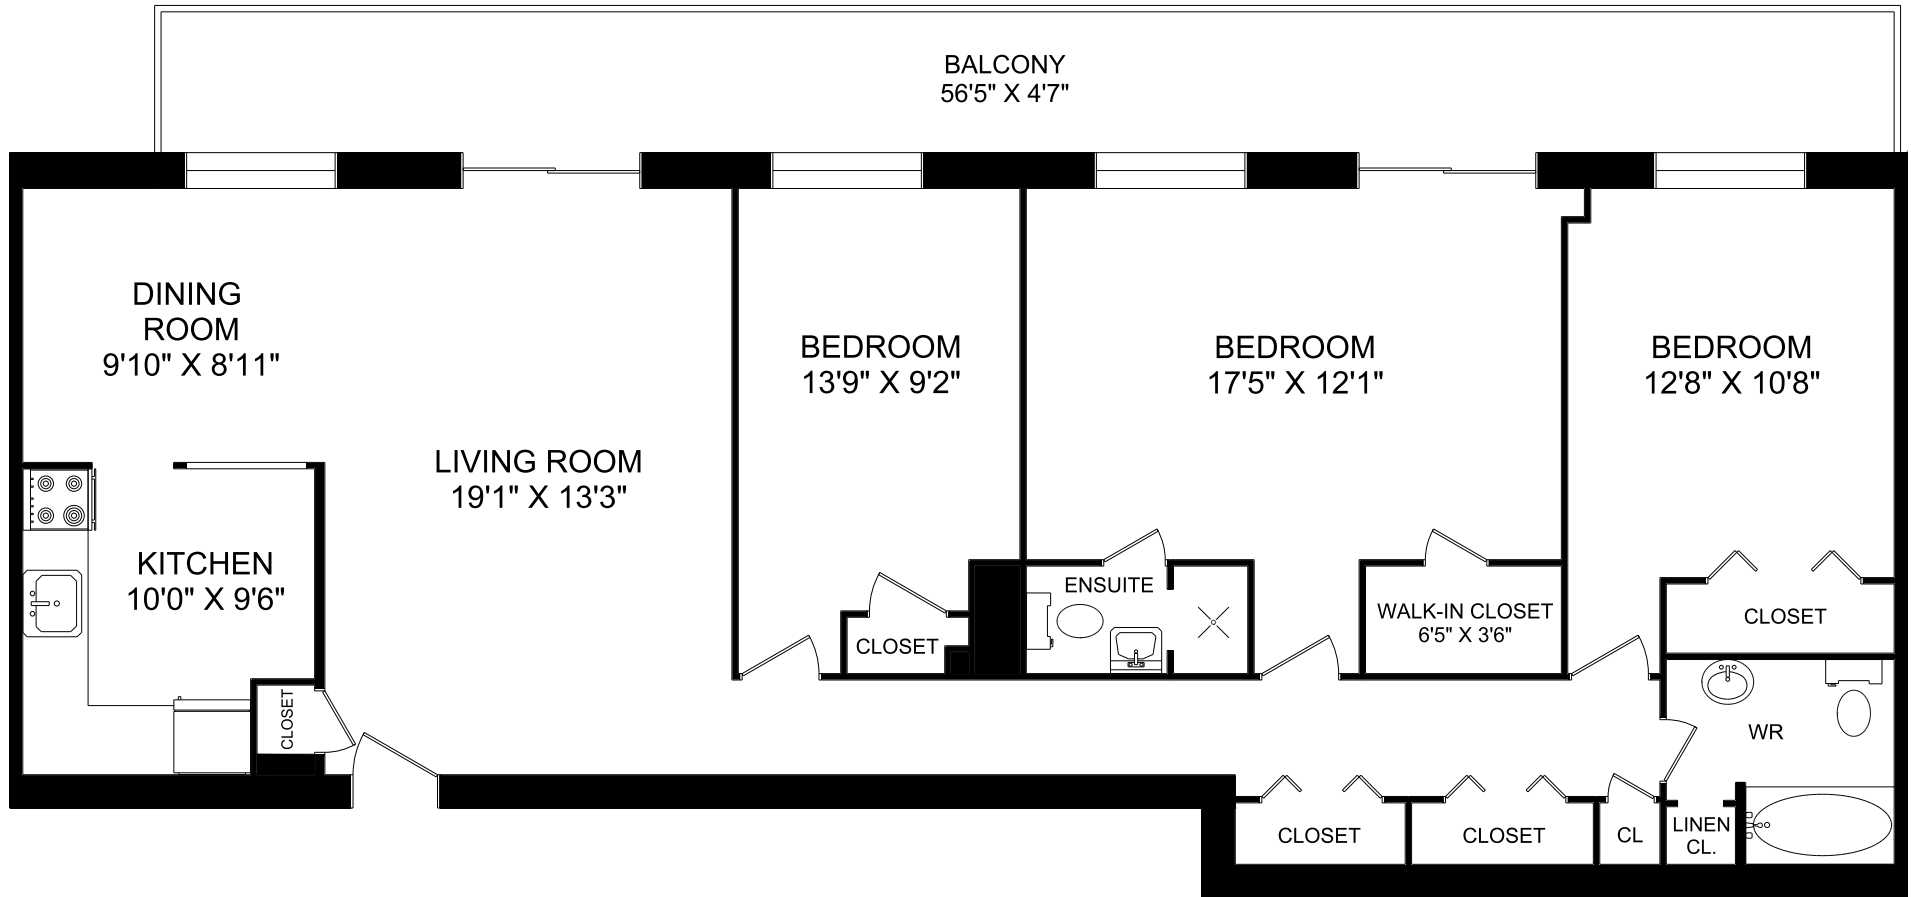 BALCONY
56'5" X 4'7"
DINING
ROOM
9'10" X 8'11"
LIVING ROOM
19'1" X 13'3"
KITCHEN
10'0" X 9'6"
CLOSET
BEDROOM
13'9" X 9'2"
CLOSET
BEDROOM
17'5" X 12'1"
ENSUITE
WALK-IN CLOSET
6'5" X 3'6"
BEDROOM
12'8" X 10'8"
CLOSET
WR
CLOSET
CLOSET
CL
LINEN
CL.